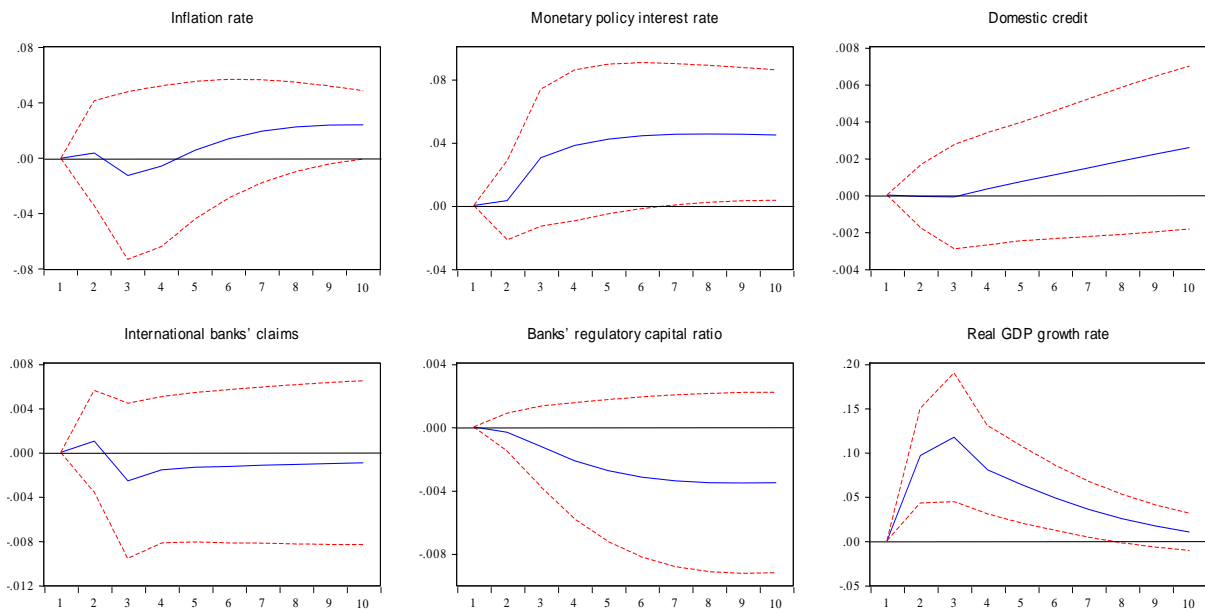 Inflation rate
.08
.04
.00
-.04
-.08
1 2 3 4 5 6 7 8 9 10
Monetary policy interest rate
.08
.04
.00
-.04
1 2 3 4 5 6 7 8 9 10
Domestic credit
.008
.006
.004
.002
.000
-.002
-.004
1 2 3 4 5 6 7 8 9 10
International banks’ claims
.008
.004
.000
-.004
-.008
-.012
1 2 3 4 5 6 7 8 9 10
Banks’ regulatory capital ratio
.004
.000
-.004
-.008
1 2 3 4 5 6 7 8 9 10
Real GDP growth rate
.20
.15
.10
.05
.00
-.05
1 2 3 4 5 6 7 8 9 10